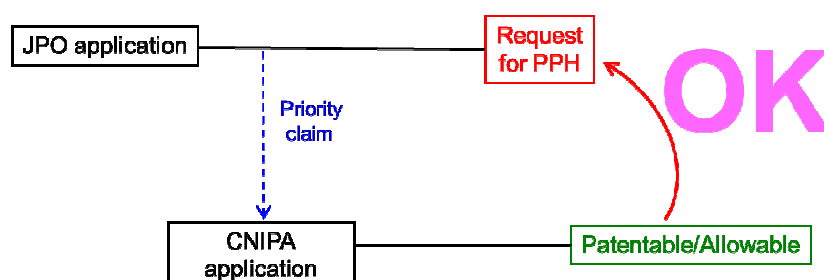 JPO application
Request
for PPH
OK
Priority
claim
CNIPA
application
Patentable/Allowable